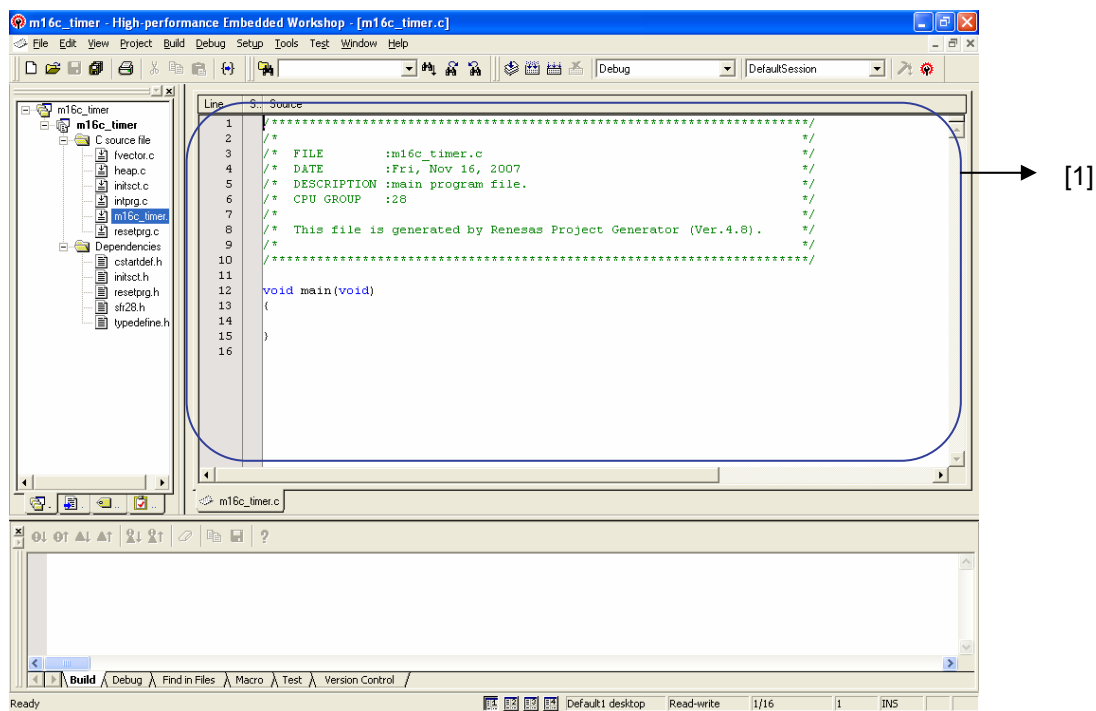 m16c_timer - High-performance Embedded Workshop - [m16c_timer.c]
File Edit View Project Build Debug Setup Tools Test Window Help
Debug DefaultSession
m16c_timer
m16c_timer
C source file
fvector.c
heap.c
initsct.c
intprg.c
m16c_timer.
resetprg.c
Dependencies
cstartdef.h
initsct.h
resetprg.h
sfr28.h
typedefine.h
Line S.. Source
1 /***********************************************************************/
2 /* */
3 /* FILE :m16c_timer.c */
4 /* DATE :Fri, Nov 16, 2007 */
5 /* DESCRIPTION :main program file. */
6 /* CPU GROUP :28 */
7 /* */
8 /* This file is generated by Renesas Project Generator (Ver.4.8). */
9 /* */
10 /***********************************************************************/
11
12 void main(void)
13 {
14
15 }
16
[1]
m16c_timer.c
Build Debug Find in Files Macro Test Version Control
Ready Default1 desktop Read-write 1/16 1 INS